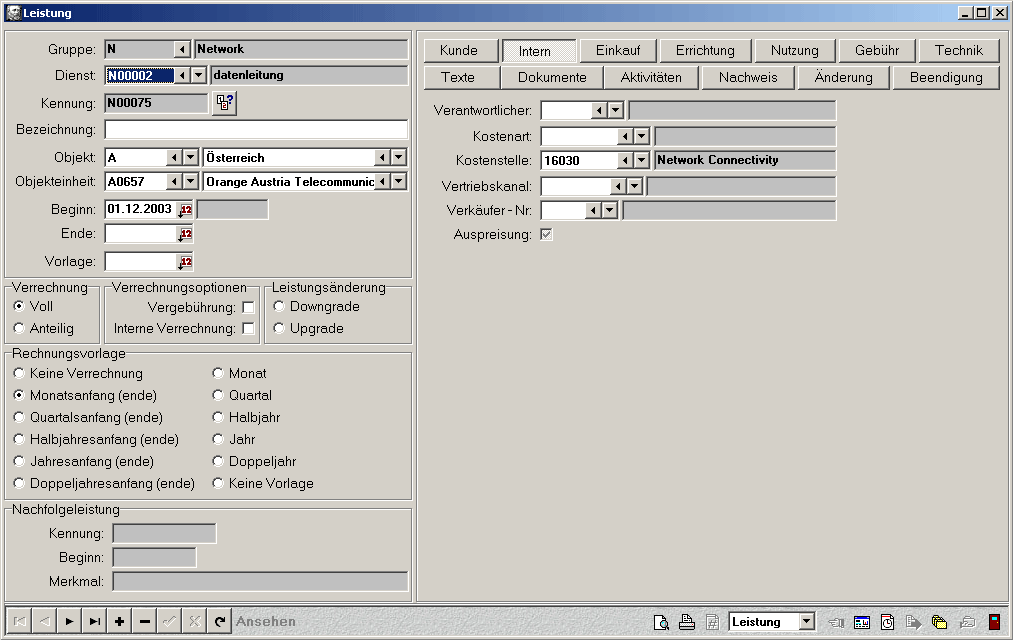 Leistung
Gruppe: N Network
Dienst: N00002 datenleitung
Kennung: N00075
Bezeichnung:
Objekt: A Österreich
Objekteinheit: A0657 Orange Austria Telecommunic
Beginn: 01.12.2003 12
Ende: 12
Vorlage: 12
Verrechnung
Voll
Anteilig
Verrechnungsoptionen
Vergebührung:
Interne Verrechnung:
Leistungsänderung
Downgrade
Upgrade
Rechnungsvorlage
Keine Verrechnung Monat
Monatsanfang (ende) Quartal
Quartalsanfang (ende) Halbjahr
Halbjahresanfang (ende) Jahr
Jahresanfang (ende) Doppeljahr
Doppeljahresanfang (ende) Keine Vorlage
Nachfolgeleistung
Kennung:
Beginn:
Merkmal:
Kunde Intern Einkauf Errichtung Nutzung Gebühr Technik
Texte Dokumente Aktivitäten Nachweis Änderung Beendigung
Verantwortlicher:
Kostenart:
Kostenstelle: 16030 Network Connectivity
Vertriebskanal:
Verkäufer-Nr:
Auspreisung:
Ansehen Leistung